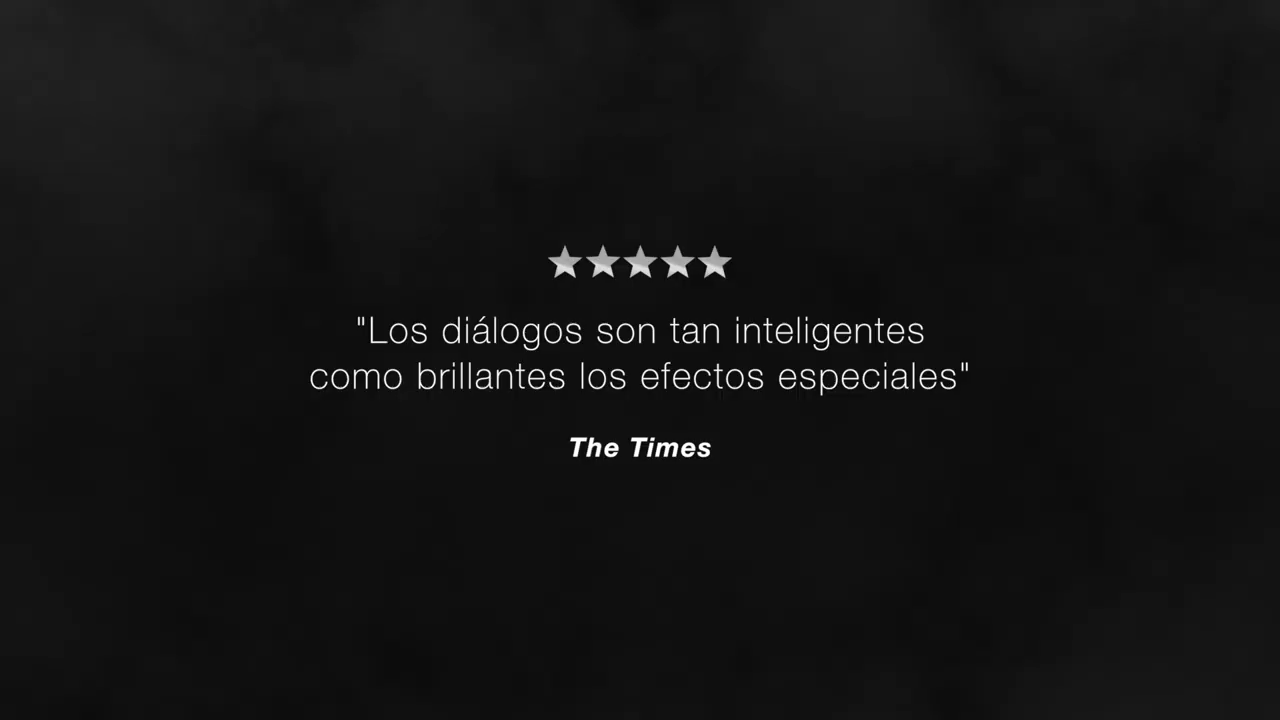 "Los diálogos son tan inteligentes
como brillantes los efectos especiales"
The Times